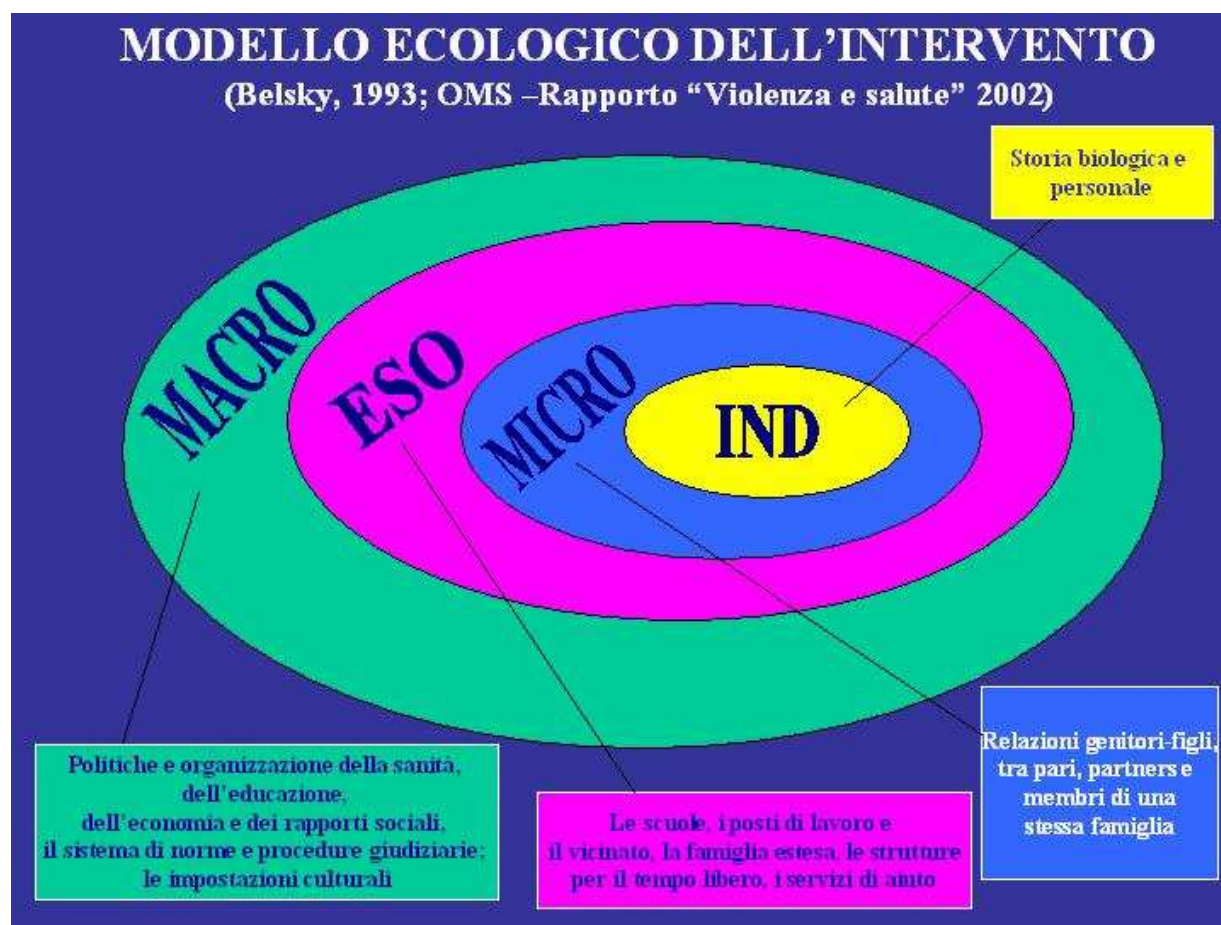 MODELLO ECOLOGICO DELL'INTERVENTO
(Belsky, 1993; OMS –Rapporto “Violenza e salute” 2002)
Storia biologica e
personale
MACRO
ESO
MICRO
IND
Relazioni genitori-figli,
tra pari, partners e
membri di una
stessa famiglia
Politiche e organizzazione della sanità,
dell'educazione,
dell'economia e dei rapporti sociali,
il sistema di norme e procedure giudiziarie;
le impostazioni culturali
Le scuole, i posti di lavoro e
il vicinato, la famiglia estesa, le strutture
per il tempo libero, i servizi di aiuto